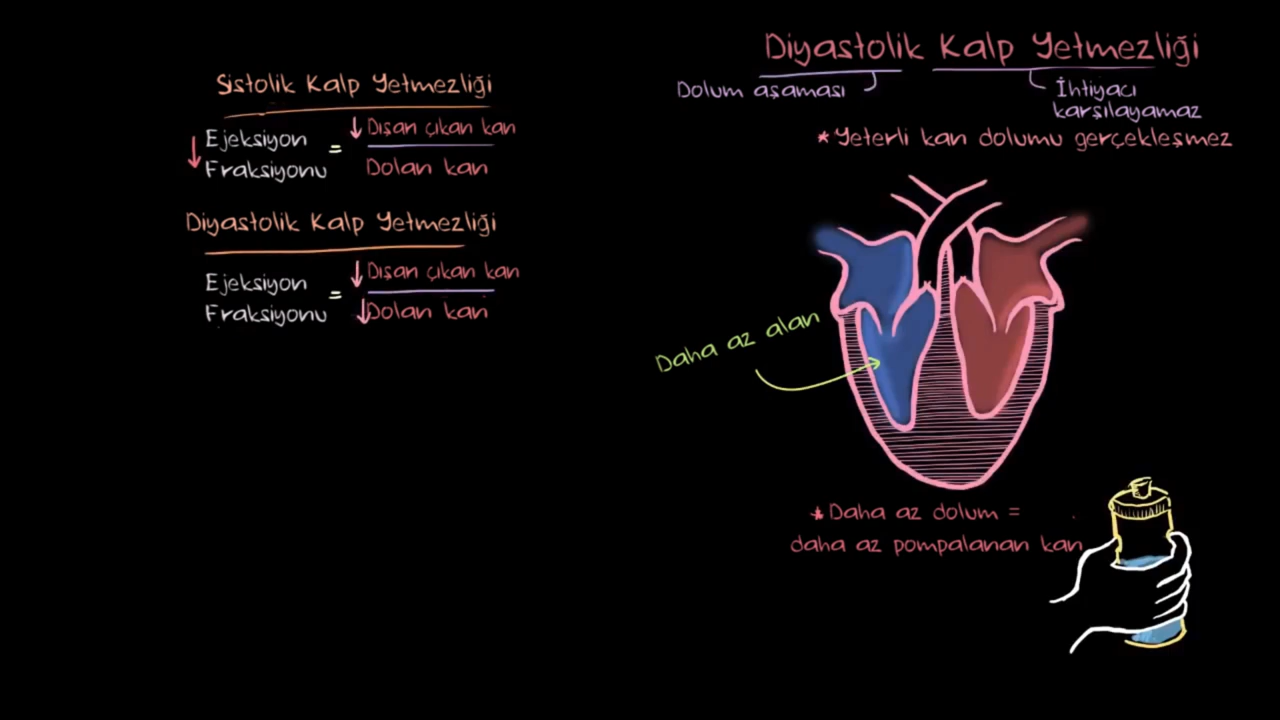 Sistolik Kalp Yetmezliği
↓ Ejeksiyon Fraksiyonu = ↓ Dışarı çıkan kan
Dolan kan
Diyastolik Kalp Yetmezliği
Ejeksiyon Fraksiyonu = ↓ Dışarı çıkan kan
↓ Dolan kan
Diyastolik Kalp Yetmezliği
Dolum aşaması
İhtiyacı
karşılayamaz
*Yeterli kan dolumu gerçekleşmez
Daha az alan
*Daha az dolum =
daha az pompalanan kan